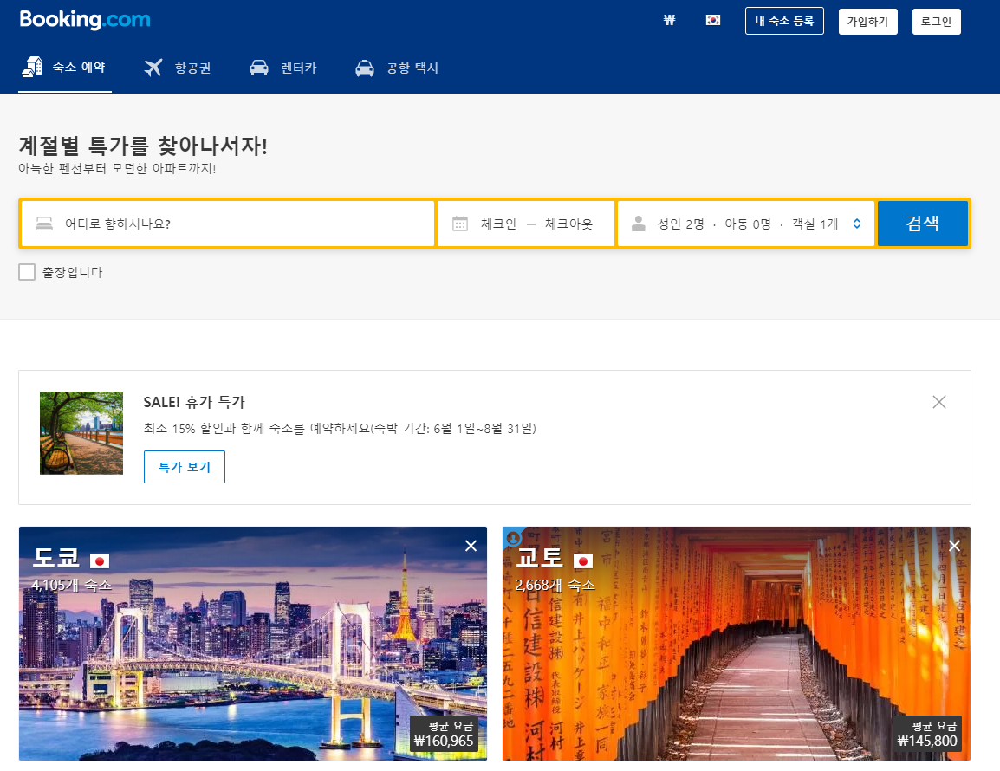 Booking.com
₩
내 숙소 등록
가입하기
로그인
숙소 예약
항공권
렌터카
공항 택시
계절별 특가를 찾아나서자!
아늑한 펜션부터 모던한 아파트까지!
어디로 향하시나요?
체크인 — 체크아웃
성인 2명 · 아동 0명 · 객실 1개
검색
출장입니다
SALE! 휴가 특가
최소 15% 할인과 함께 숙소를 예약하세요(숙박 기간: 6월 1일~8월 31일)
특가 보기
도쿄
4,105개 숙소
평균 요금
₩160,965
교토
2,668개 숙소
평균 요금
₩145,800